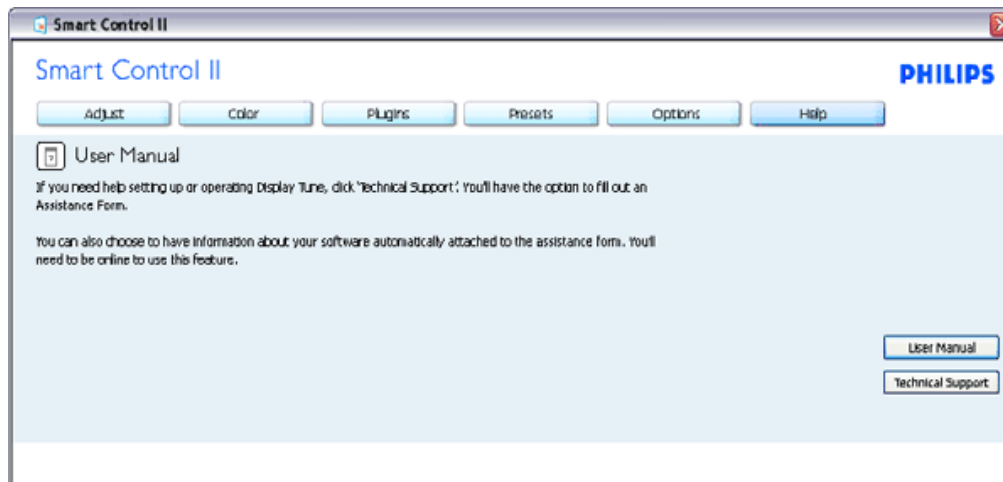 Smart Control II
Smart Control II
PHILIPS
Adjust
Color
Plugins
Presets
Options
Help
User Manual
If you need help setting up or operating Display Tune, click 'Technical Support'. You'll have the option to fill out an
Assistance Form.
You can also choose to have information about your software automatically attached to the assistance form. You'll
need to be online to use this feature.
User Manual
Technical Support